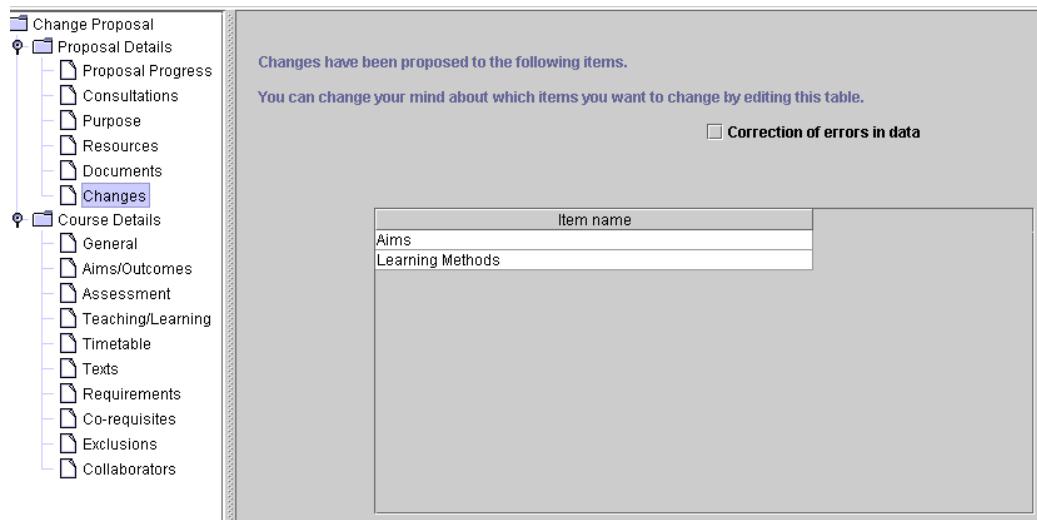 Change Proposal
Proposal Details
Proposal Progress
Consultations
Purpose
Resources
Documents
Changes
Course Details
General
Aims/Outcomes
Assessment
Teaching/Learning
Timetable
Texts
Requirements
Co-requisites
Exclusions
Collaborators
Changes have been proposed to the following items.
You can change your mind about which items you want to change by editing this table.
Correction of errors in data
Item name
Aims
Learning Methods